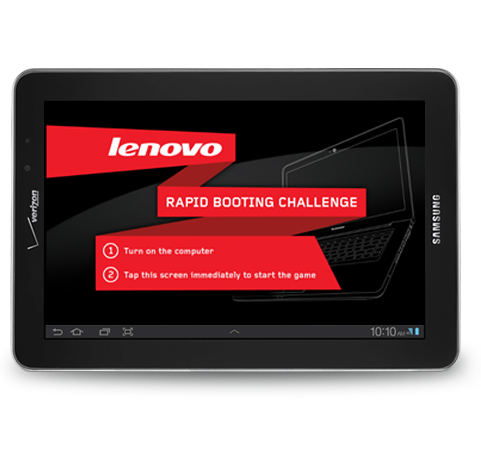 lenovo
RAPID BOOTING CHALLENGE
1 Turn on the computer
2 Tap this screen immediately to start the game
10:10 AM
verizon
SAMSUNG